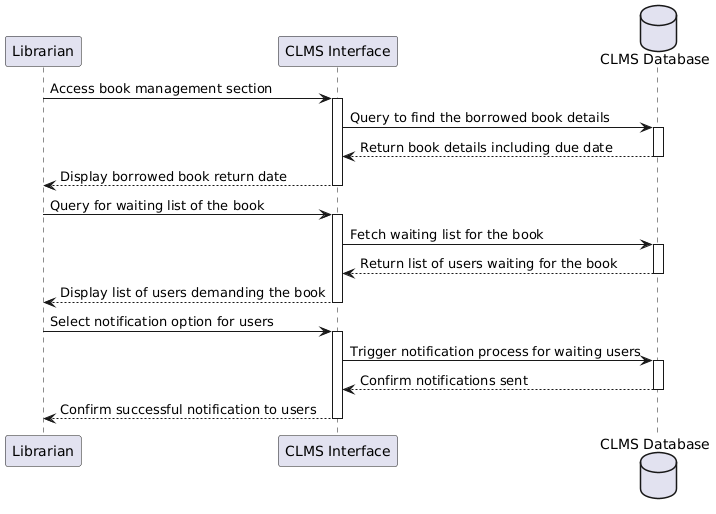 Librarian
CLMS Interface
CLMS Database
Access book management section
Query to find the borrowed book details
Return book details including due date
Display borrowed book return date
Query for waiting list of the book
Fetch waiting list for the book
Return list of users waiting for the book
Display list of users demanding the book
Select notification option for users
Trigger notification process for waiting users
Confirm notifications sent
Confirm successful notification to users
Librarian
CLMS Interface
CLMS Database